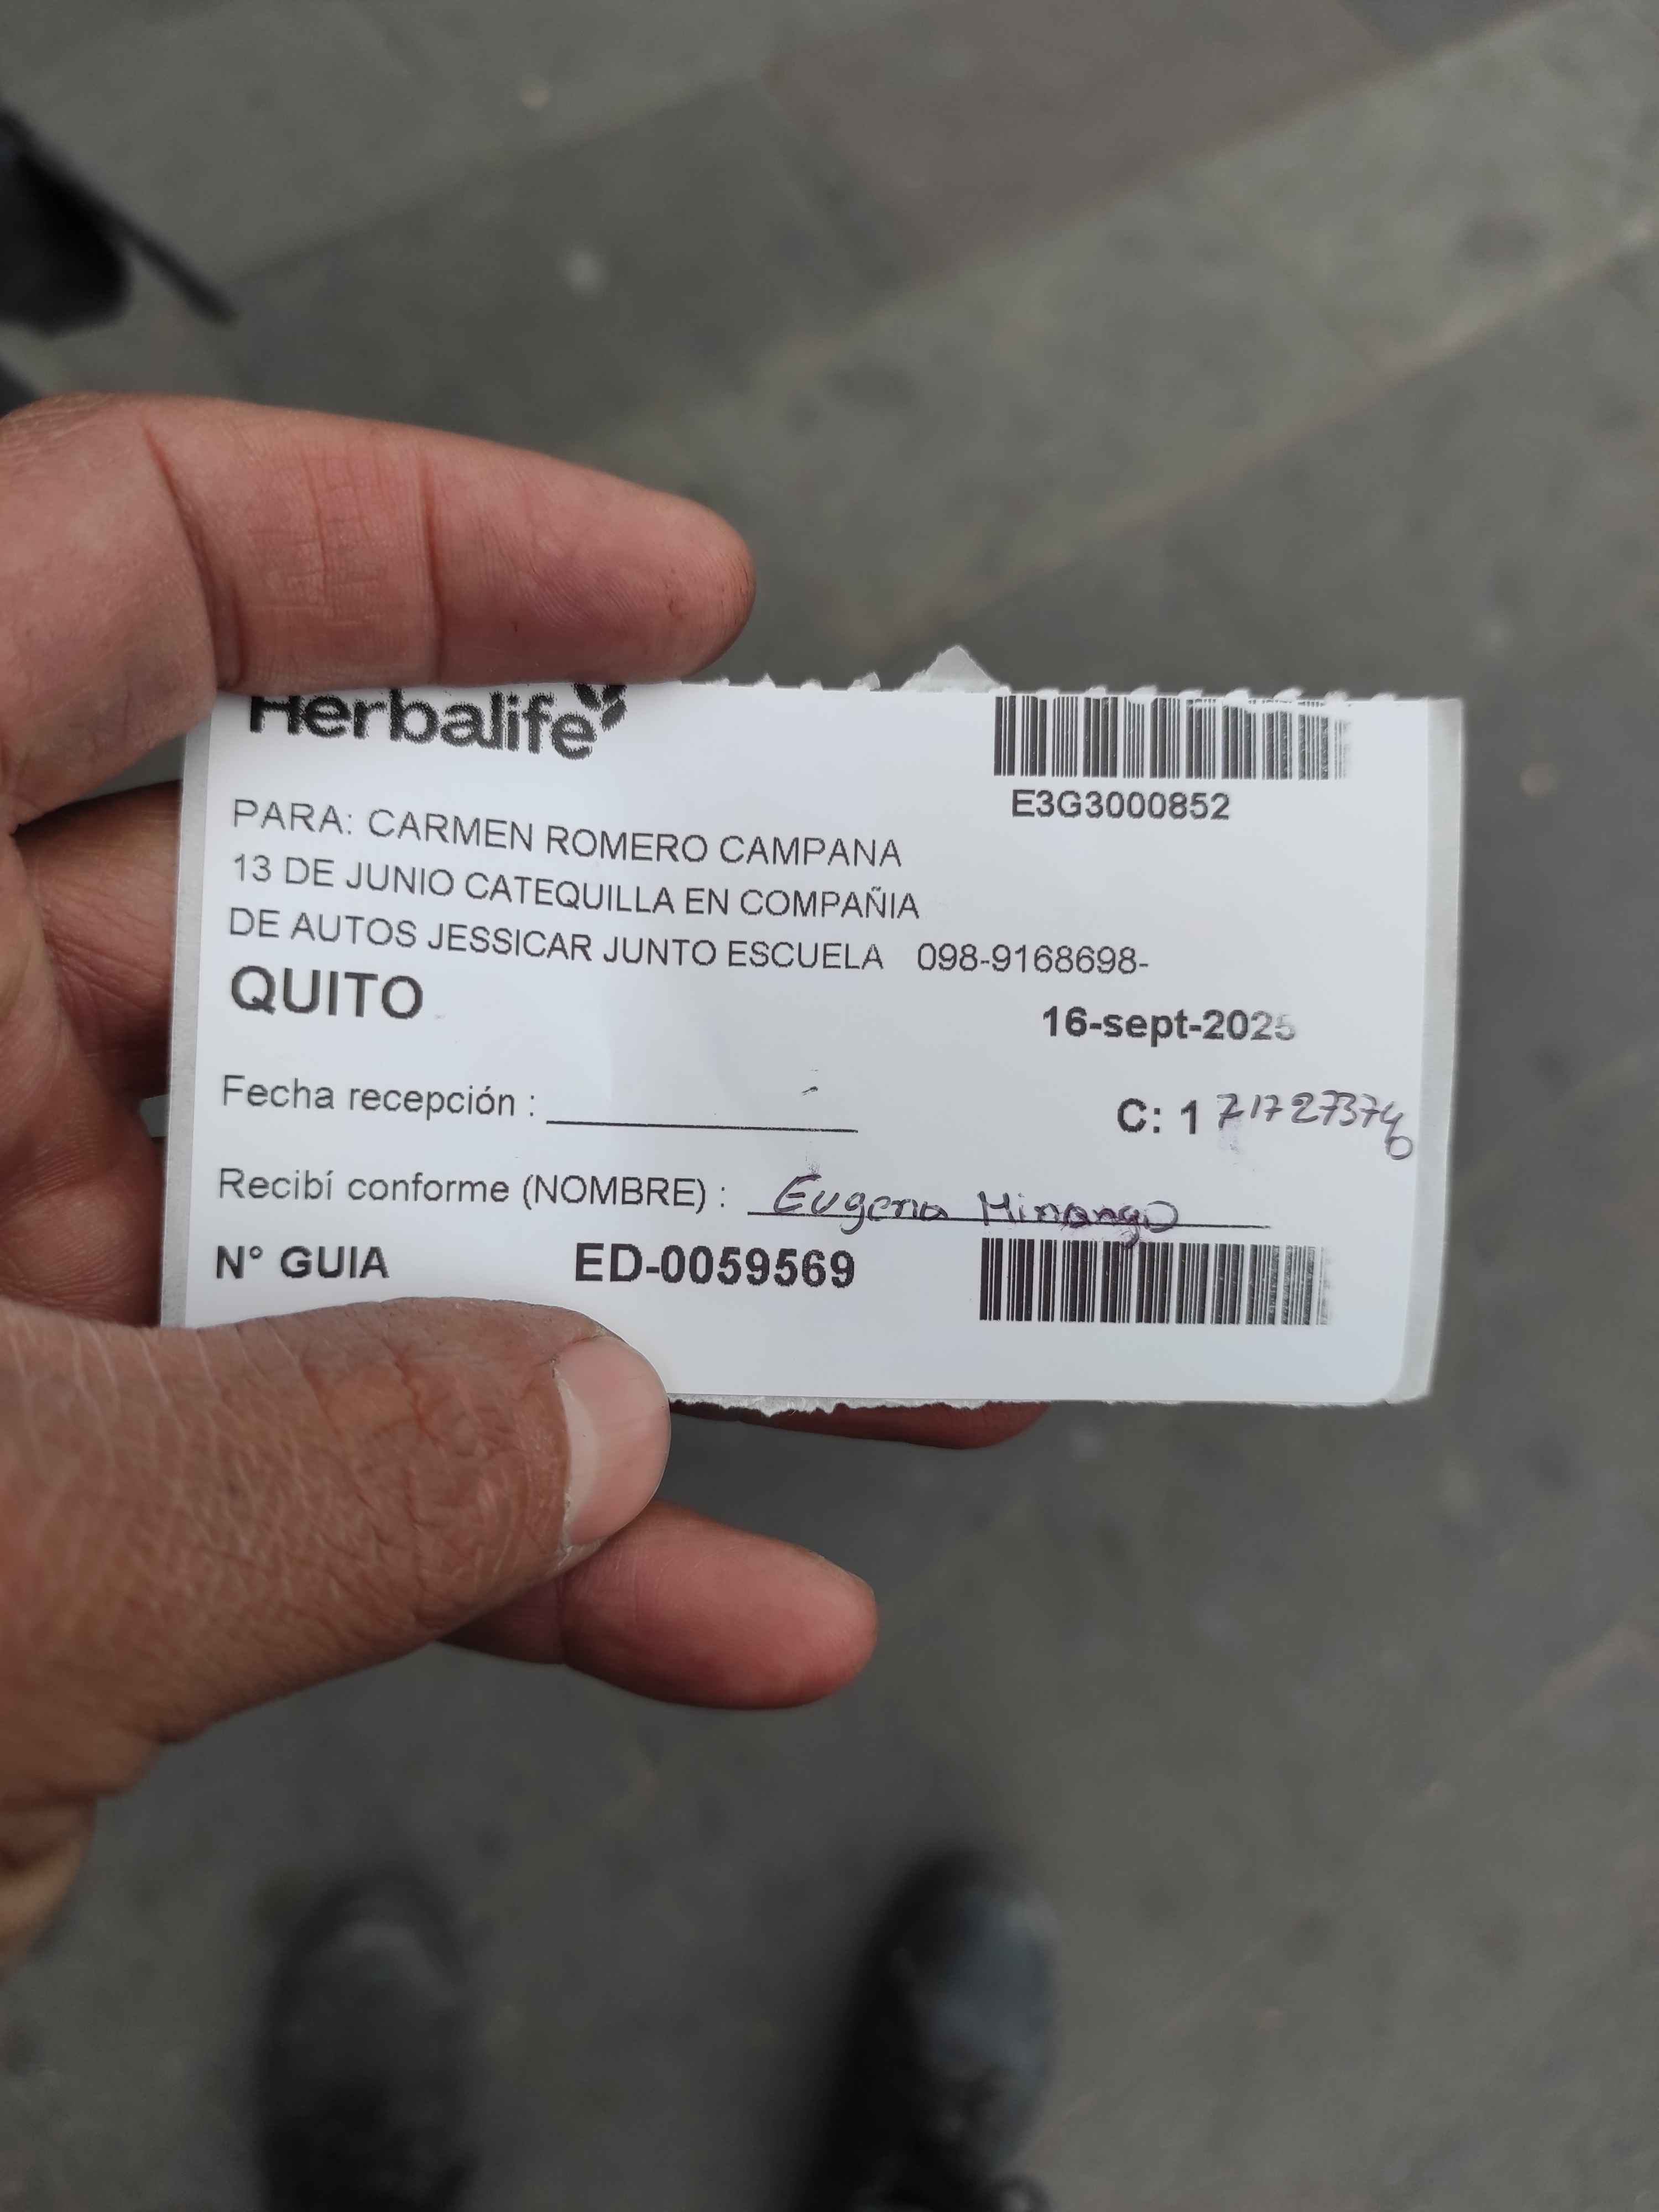 Herbalife
E3G3000852
PARA: CARMEN ROMERO CAMPANA
13 DE JUNIO CATEQUILLA EN COMPAÑIA
DE AUTOS JESSICAR JUNTO ESCUELA 098-9168698-
QUITO
16-sept-2025
Fecha recepción :
C: 1
Recibí conforme (NOMBRE) : Eugenia Minango
N° GUIA ED-0059569